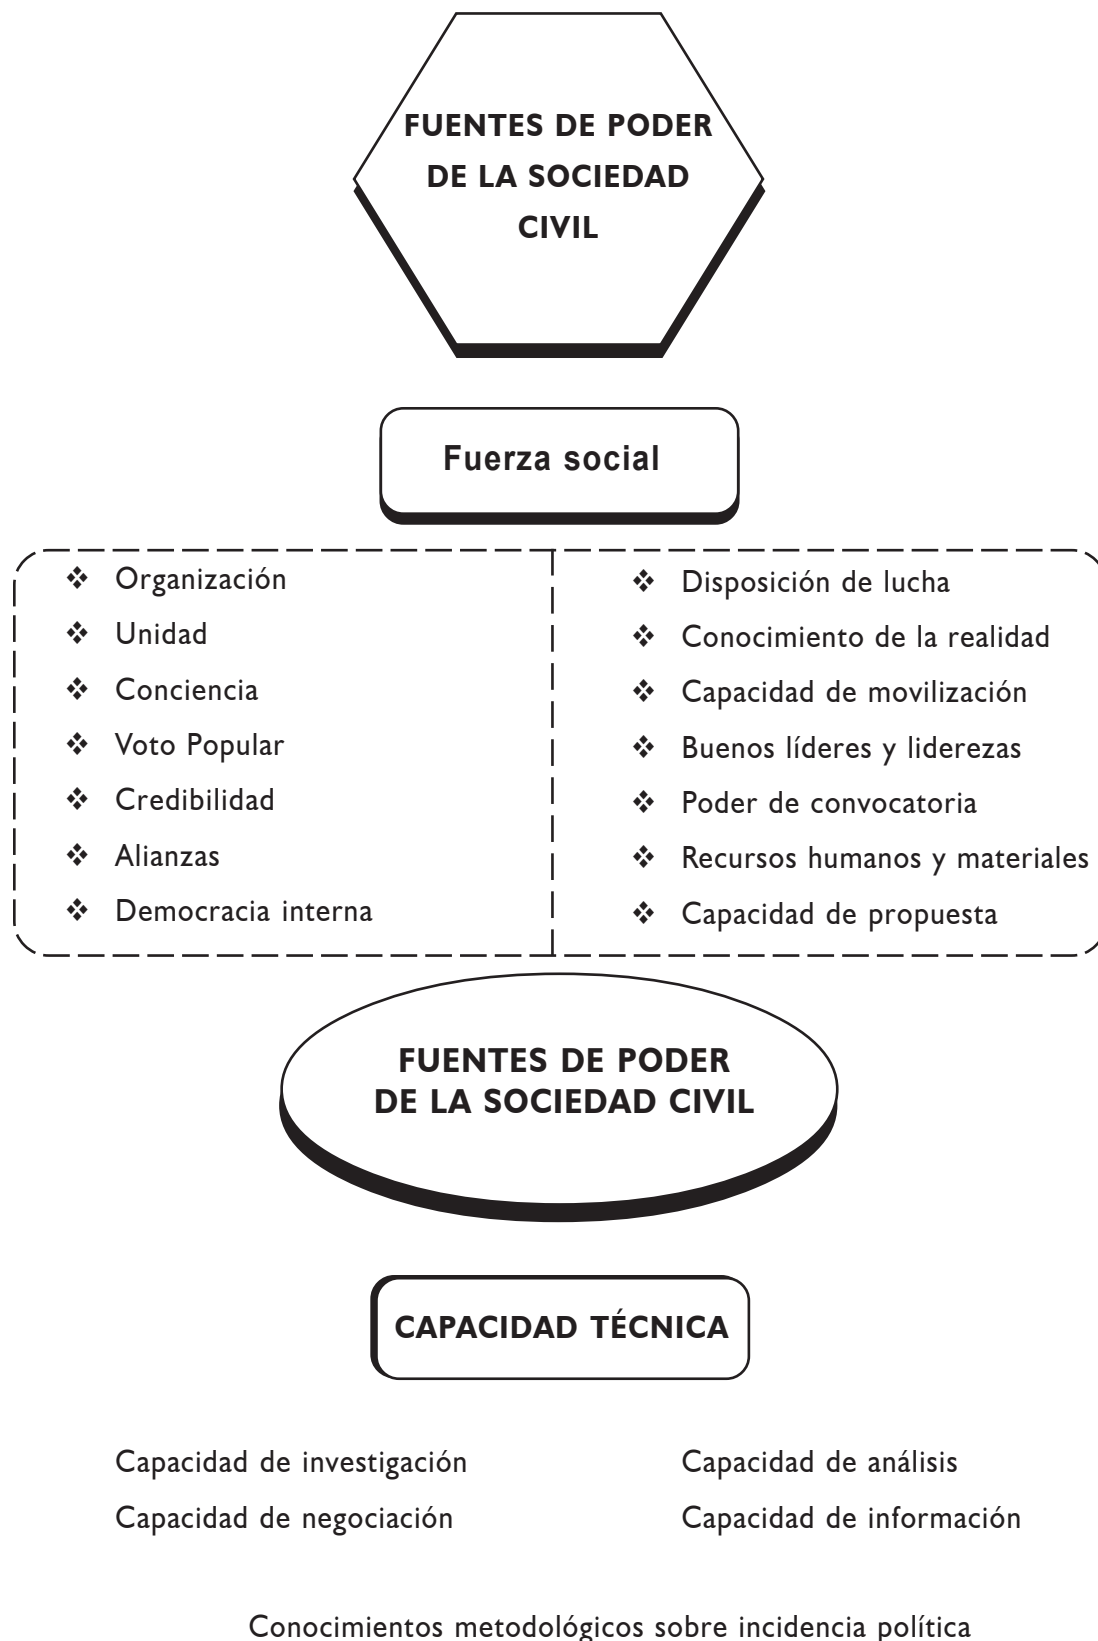 FUENTES DE PODER
DE LA SOCIEDAD
CIVIL
Fuerza social
❖ Organización
❖ Unidad
❖ Conciencia
❖ Voto Popular
❖ Credibilidad
❖ Alianzas
❖ Democracia interna
❖ Disposición de lucha
❖ Conocimiento de la realidad
❖ Capacidad de movilización
❖ Buenos líderes y liderezas
❖ Poder de convocatoria
❖ Recursos humanos y materiales
❖ Capacidad de propuesta
FUENTES DE PODER
DE LA SOCIEDAD CIVIL
CAPACIDAD TÉCNICA
Capacidad de investigación
Capacidad de negociación
Capacidad de análisis
Capacidad de información
Conocimientos metodológicos sobre incidencia política